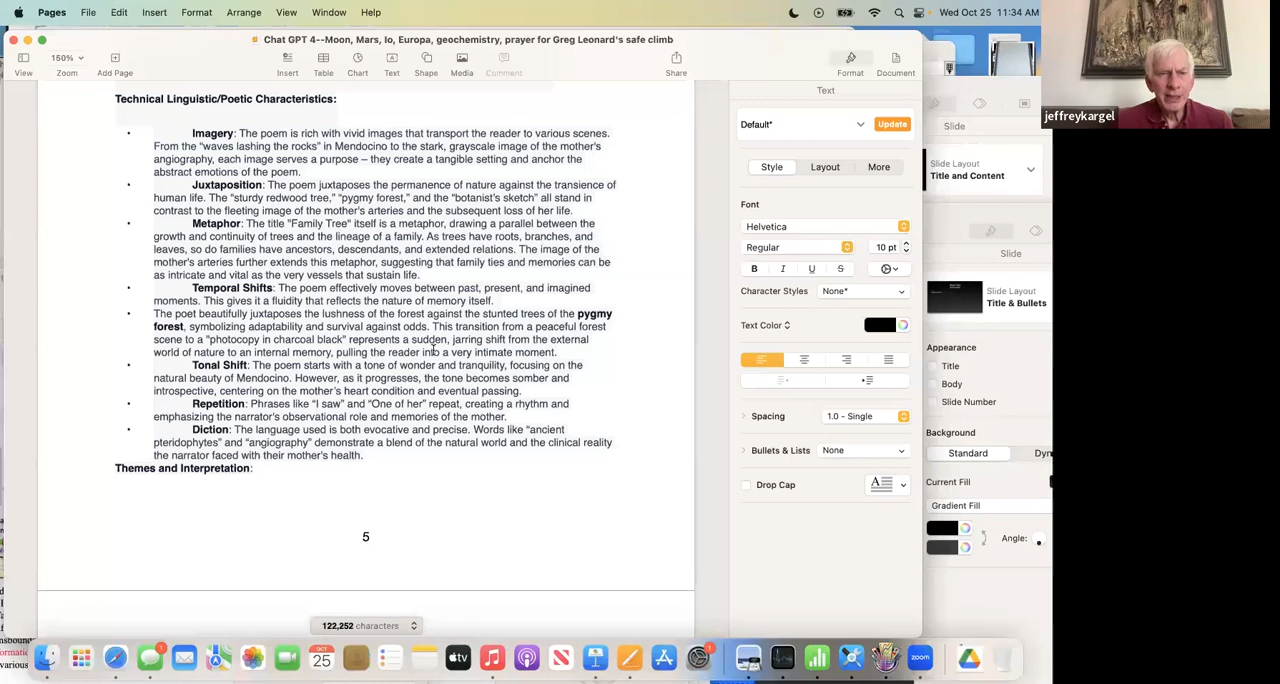 Pages File Edit Insert Format Arrange View Window Help
Wed Oct 25 11:34 AM
Chat GPT 4--Moon, Mars, Io, Europa, geochemistry, prayer for Greg Leonard's safe climb
150%
View Zoom Add Page Insert Table Chart Text Shape Media Comment Share Format Document
Technical Linguistic/Poetic Characteristics:
• Imagery: The poem is rich with vivid images that transport the reader to various scenes.
From the “waves lashing the rocks” in Mendocino to the stark, grayscale image of the mother's
angiography, each image serves a purpose – they create a tangible setting and anchor the
abstract emotions of the poem.
• Juxtaposition: The poem juxtaposes the permanence of nature against the transience of
human life. The “sturdy redwood tree,” “pygmy forest,” and the “botanist's sketch” all stand in
contrast to the fleeting image of the mother's arteries and the subsequent loss of her life.
• Metaphor: The title "Family Tree" itself is a metaphor, drawing a parallel between the
growth and continuity of trees and the lineage of a family. As trees have roots, branches, and
leaves, so do families have ancestors, descendants, and extended relations. The image of the
mother's arteries further extends this metaphor, suggesting that family ties and memories can be
as intricate and vital as the very vessels that sustain life.
• Temporal Shifts: The poem effectively moves between past, present, and imagined
moments. This gives it a fluidity that reflects the nature of memory itself.
• The poet beautifully juxtaposes the lushness of the forest against the stunted trees of the pygmy
forest, symbolizing adaptability and survival against odds. This transition from a peaceful forest
scene to a "photocopy in charcoal black" represents a sudden, jarring shift from the external
world of nature to an internal memory, pulling the reader into a very intimate moment.
• Tonal Shift: The poem starts with a tone of wonder and tranquility, focusing on the
natural beauty of Mendocino. However, as it progresses, the tone becomes somber and
introspective, centering on the mother's heart condition and eventual passing.
• Repetition: Phrases like “I saw” and “One of her” repeat, creating a rhythm and
emphasizing the narrator's observational role and memories of the mother.
• Diction: The language used is both evocative and precise. Words like “ancient
pteridophytes” and “angiography” demonstrate a blend of the natural world and the clinical reality
the narrator faced with their mother's health.
Themes and Interpretation:
5
122,252 characters
Text
Default*
Update
Style Layout More
Font
Helvetica
Regular 10 pt
B I U S
Character Styles None*
Text Color
Spacing 1.0 - Single
Bullets & Lists None
Drop Cap
Slide
Slide Layout
Title and Content
Slide
Slide Layout
Title & Bullets
Appearance
Title
Body
Slide Number
Background
Standard Dyn
Current Fill
Gradient Fill
Angle:
jeffreykargel
OCT
25
tv
zoom